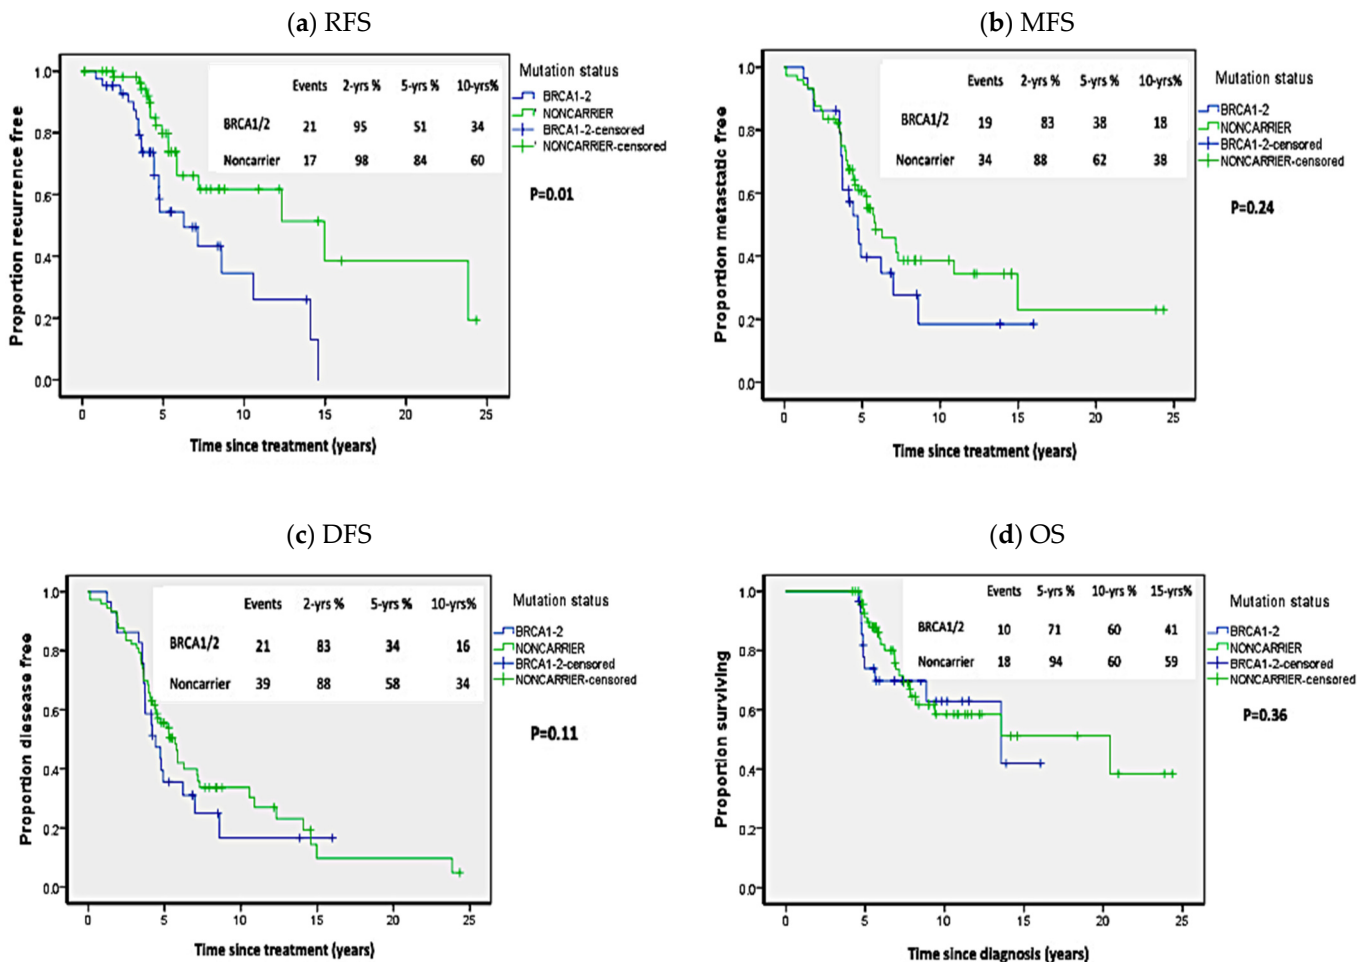 (a) RFS
Proportion recurrence free
1.0
0.8
0.6
0.4
0.2
0.0
Events 2-yrs % 5-yrs % 10-yrs%
BRCA1/2 21 95 51 34
Noncarrier 17 98 84 60
0 5 10 15 20 25
Time since treatment (years)
Mutation status
BRCA1-2
NONCARRIER
BRCA1-2-censored
NONCARRIER-censored
P=0.01
(b) MFS
Proportion metastatic free
1.0
0.8
0.6
0.4
0.2
0.0
Events 2-yrs % 5-yrs % 10-yrs%
BRCA1/2 19 83 38 18
Noncarrier 34 88 62 38
0 5 10 15 20 25
Time since treatment (years)
Mutation status
BRCA1-2
NONCARRIER
BRCA1-2-censored
NONCARRIER-censored
P=0.24
(c) DFS
Proportion diesease free
1.0
0.8
0.6
0.4
0.2
0.0
Events 2-yrs % 5-yrs % 10-yrs%
BRCA1/2 21 83 34 16
Noncarrier 39 88 58 34
0 5 10 15 20 25
Time since treatment (years)
Mutation status
BRCA1-2
NONCARRIER
BRCA1-2-censored
NONCARRIER-censored
P=0.11
(d) OS
Proportion surviving
1.0
0.8
0.6
0.4
0.2
0.0
Events 5-yrs % 10-yrs % 15-yrs%
BRCA1/2 10 71 60 41
Noncarrier 18 94 60 59
0 5 10 15 20 25
Time since diagnosis (years)
Mutation status
BRCA1-2
NONCARRIER
BRCA1-2-censored
NONCARRIER-censored
P=0.36